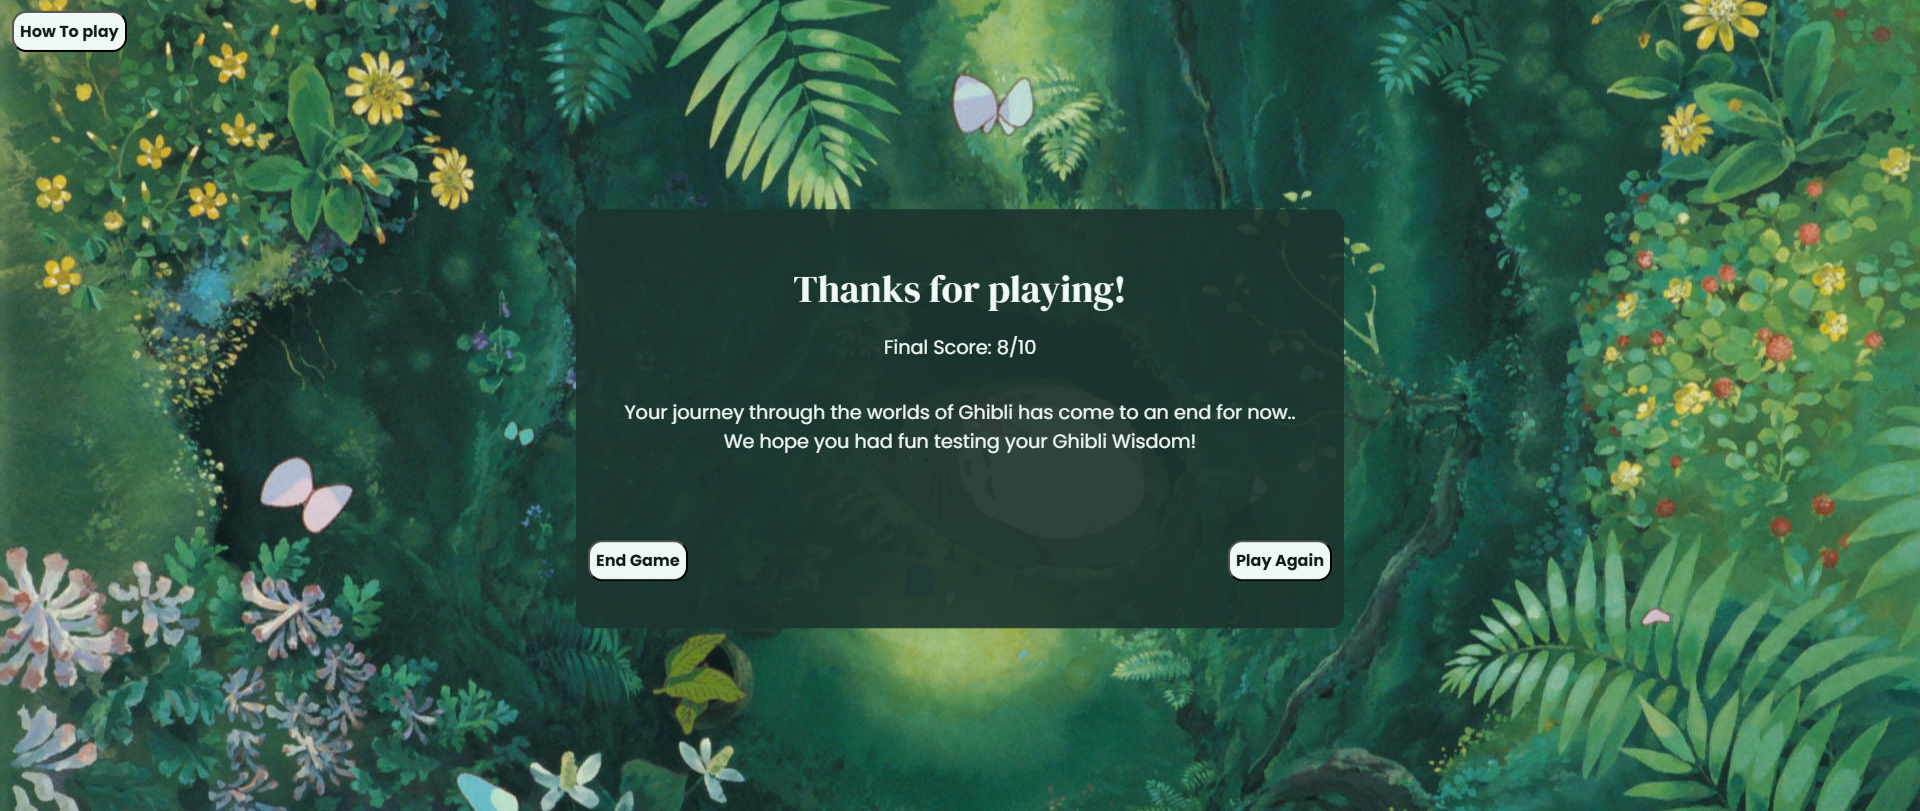 How To play
Thanks for playing!
Final Score: 8/10
Your journey through the worlds of Ghibli has come to an end for now..
We hope you had fun testing your Ghibli Wisdom!
End Game
Play Again